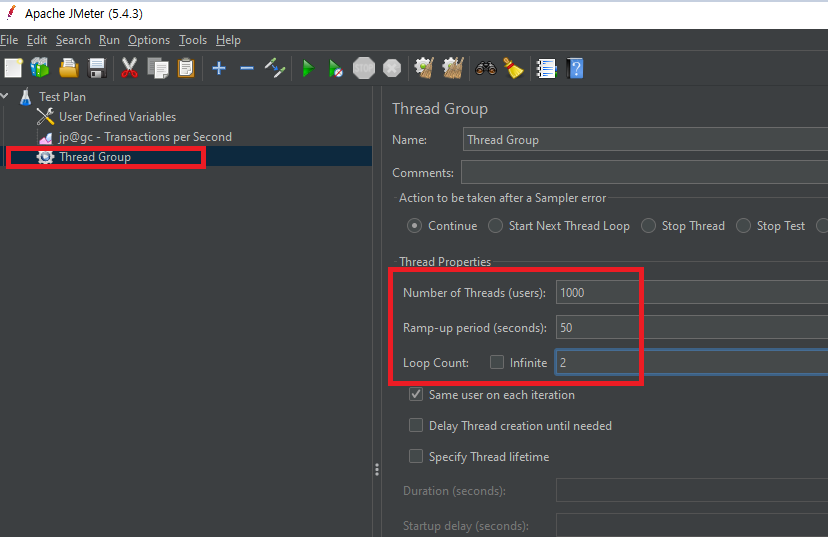 Apache JMeter (5.4.3)
File Edit Search Run Options Tools Help
Test Plan
User Defined Variables
jp@gc - Transactions per Second
Thread Group
Thread Group
Name: Thread Group
Comments:
Action to be taken after a Sampler error
Continue Start Next Thread Loop Stop Thread Stop Test
Thread Properties
Number of Threads (users): 1000
Ramp-up period (seconds): 50
Loop Count: Infinite 2
Same user on each iteration
Delay Thread creation until needed
Specify Thread lifetime
Duration (seconds):
Startup delay (seconds):